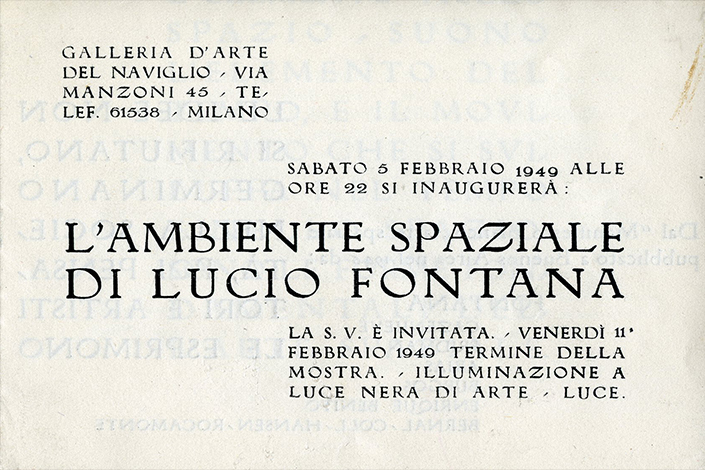 GALLERIA D'ARTE
DEL NAVIGLIO - VIA
MANZONI 45 - TE-
LEF. 61538 - MILANO
SABATO 5 FEBBRAIO 1949 ALLE
ORE 22 SI INAUGURERÀ:
L'AMBIENTE SPAZIALE
DI LUCIO FONTANA
LA S. V. È INVITATA. - VENERDÌ 11
FEBBRAIO 1949 TERMINE DELLA
MOSTRA. - ILLUMINAZIONE A
LUCE NERA DI ARTE - LUCE.